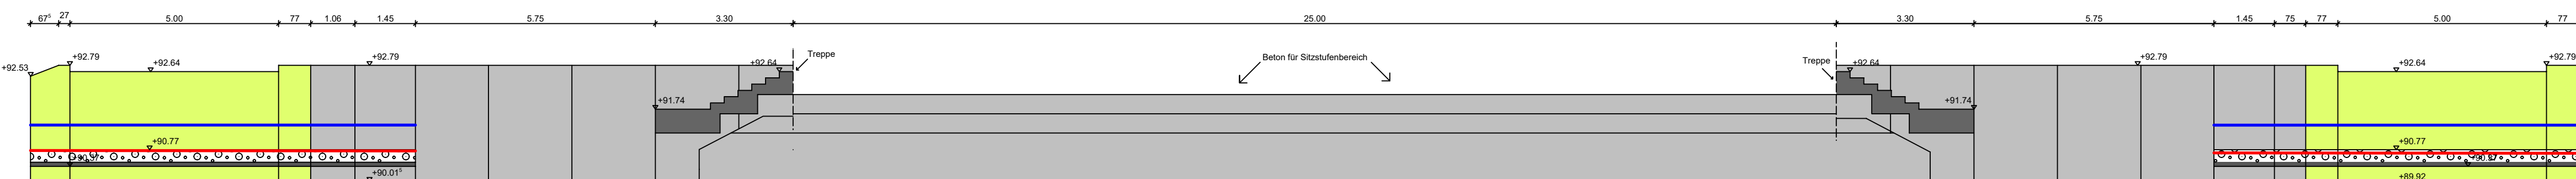 67⁵ 27 5.00 77 1.06 1.45 5.75 3.30 25.00 3.30 5.75 1.45 75 77 5.00 77
+92.53 +92.79 +92.64 +92.79 +92.64 Treppe Beton für Sitzstufenbereich Treppe +92.64 +92.79 +92.64 +92.79
+91.74 +91.74
+90.77 +90.77
+90.01⁵ +89.92